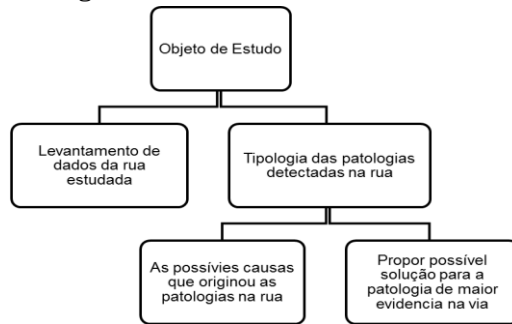 Objeto de Estudo
Levantamento de
dados da rua
estudada
Tipologia das patologias
detectadas na rua
As possívies causas
que originou as
patologias na rua
Propor possível
solução para a
patologia de maior
evidencia na via